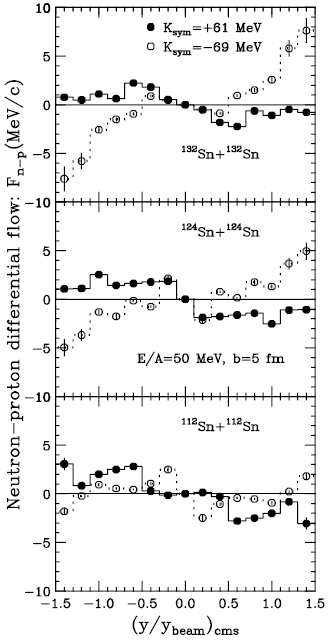 10
K_sym=+61 MeV
K_sym=−69 MeV
5
0
−5
¹³²Sn+¹³²Sn
−10
¹²⁴Sn+¹²⁴Sn
5
0
−5
E/A=50 MeV, b=5 fm
−10
¹¹²Sn+¹¹²Sn
5
0
−5
−10
−1.5 −1.0 −0.5 0.0 0.5 1.0 1.5
(y/y_beam)_cms
Neutron−proton differential flow: F_n−p(MeV/c)